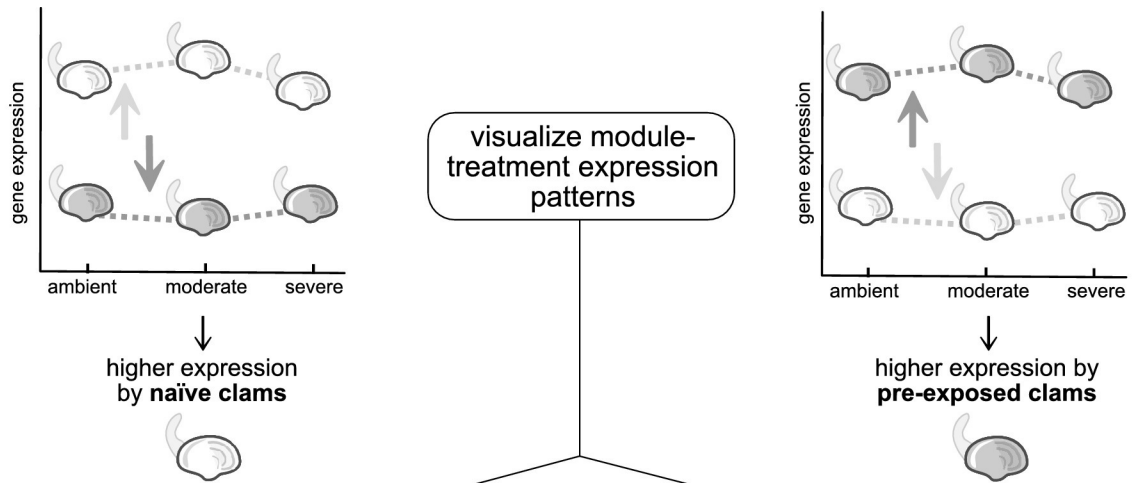 gene expression
ambient moderate severe
higher expression
by naïve clams
visualize module-
treatment expression
patterns
gene expression
ambient moderate severe
higher expression by
pre-exposed clams